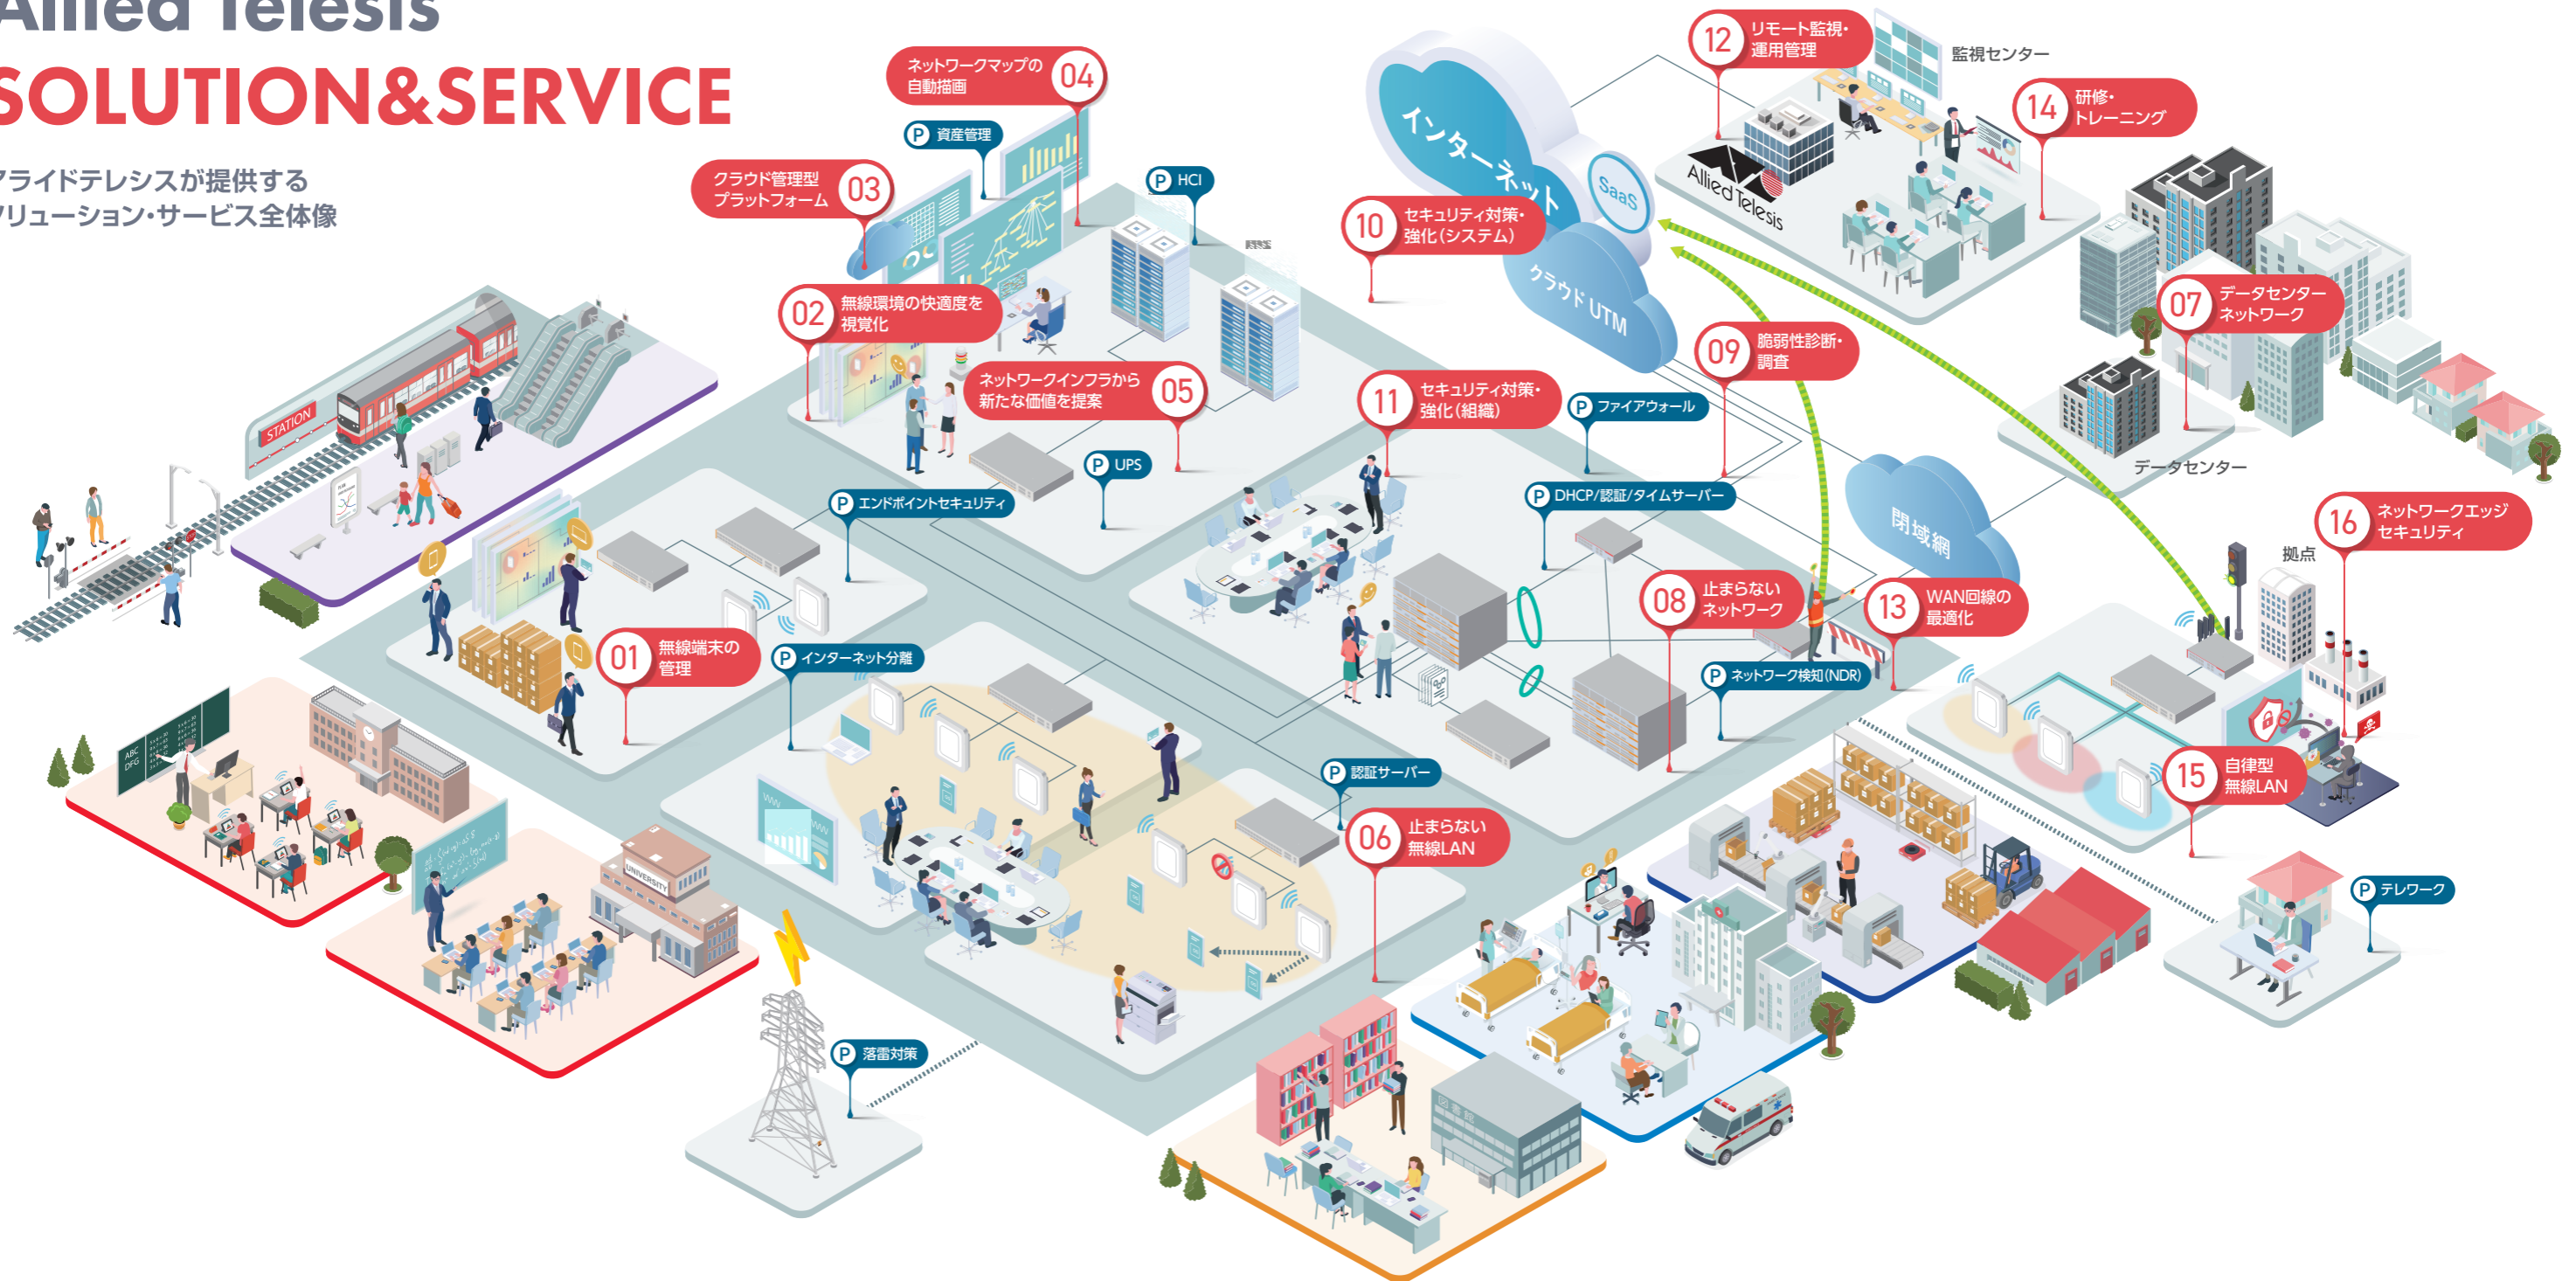 Allied Telesis
SOLUTION&SERVICE
アライドテレシスが提供する
ソリューション・サービス全体像
04
ネットワークマップの
自動描画
P 資産管理
03
クラウド管理型
プラットフォーム
P HCI
02
無線環境の快適度を
視覚化
05
ネットワークインフラから
新たな価値を提案
P UPS
P エンドポイントセキュリティ
01
無線端末の
管理
P インターネット分離
STATION
インターネット
SaaS
クラウド UTM
10
セキュリティ対策・
強化(システム)
12
リモート監視・
運用管理
監視センター
Allied Telesis
14
研修・
トレーニング
07
データセンター
ネットワーク
データセンター
09
脆弱性診断・
調査
11
セキュリティ対策・
強化(組織)
P ファイアウォール
P DHCP/認証/タイムサーバー
閉域網
16
ネットワークエッジ
セキュリティ
拠点
08
止まらない
ネットワーク
13
WAN回線の
最適化
P ネットワーク検知(NDR)
15
自律型
無線LAN
P 認証サーバー
06
止まらない
無線LAN
P テレワーク
P 落雷対策
ABC
DFG
UNIVERSITY
WWW
WWW
図書館